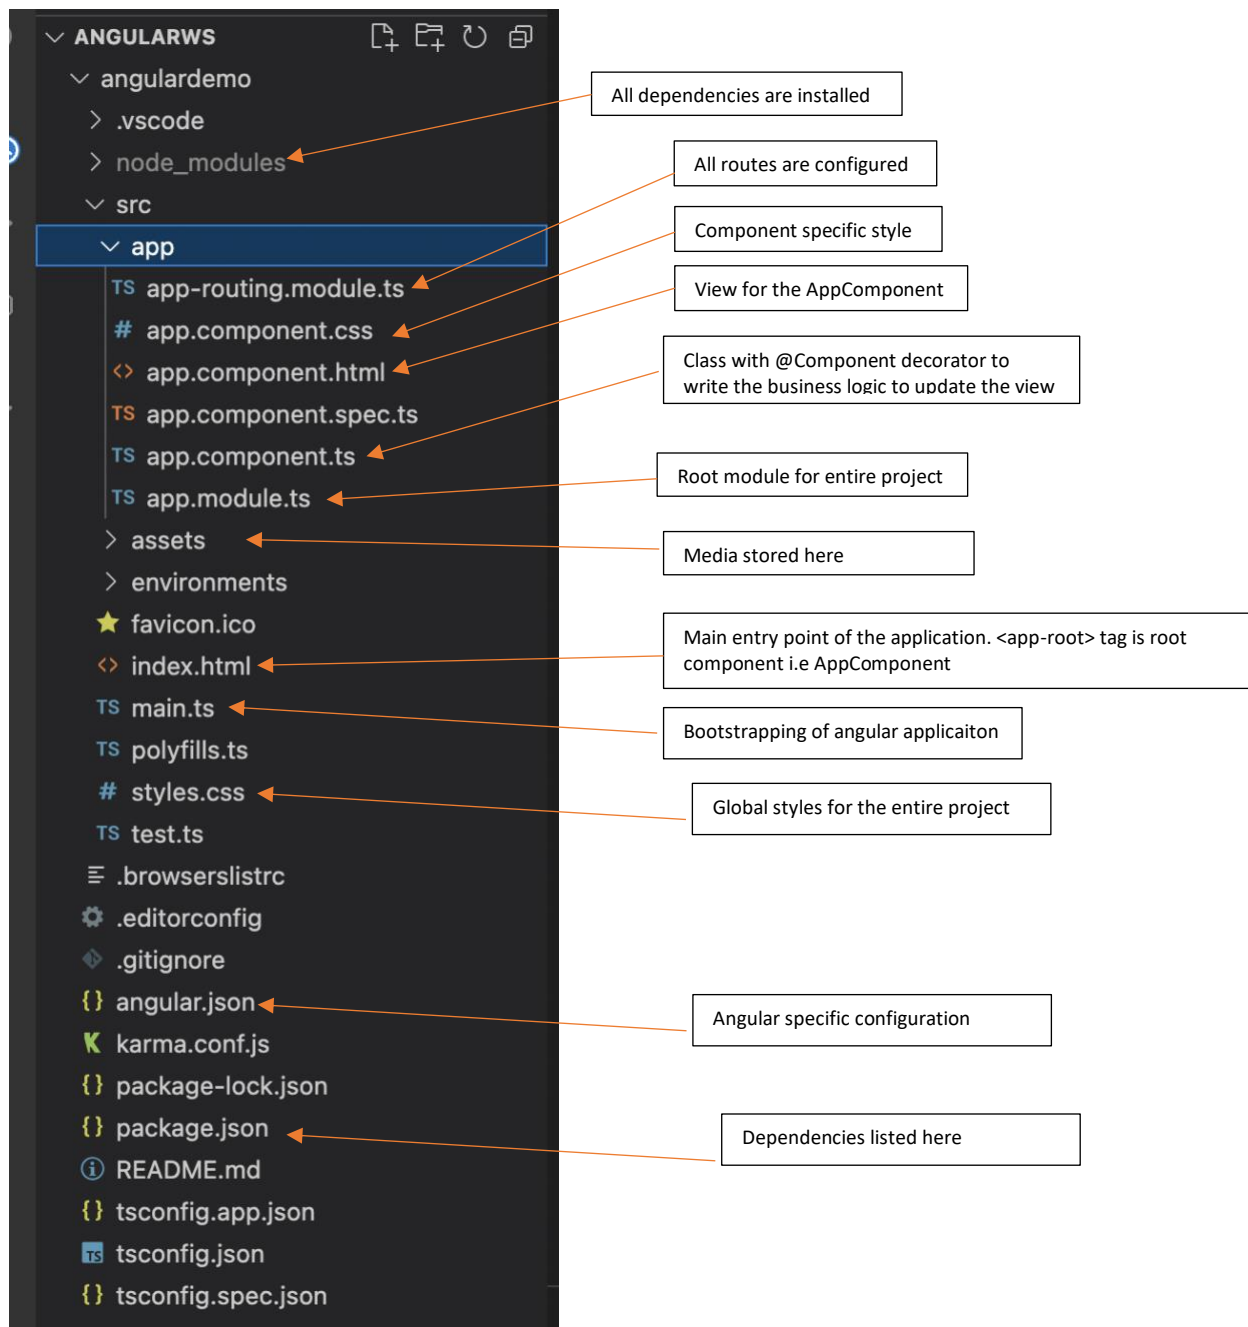 ANGULARWS
angulardemo
All dependencies are installed
.vscode
node_modules
All routes are configured
src
app
Component specific style
app-routing.module.ts
View for the AppComponent
app.component.css
app.component.html
Class with @Component decorator to
write the business logic to update the view
app.component.spec.ts
app.component.ts
Root module for entire project
app.module.ts
assets
Media stored here
environments
favicon.ico
Main entry point of the application. <app-root> tag is root
component i.e AppComponent
index.html
main.ts
Bootstrapping of angular applicaiton
polyfills.ts
styles.css
Global styles for the entire project
test.ts
.browserslistrc
.editorconfig
.gitignore
angular.json
Angular specific configuration
karma.conf.js
package-lock.json
package.json
Dependencies listed here
README.md
tsconfig.app.json
tsconfig.json
tsconfig.spec.json